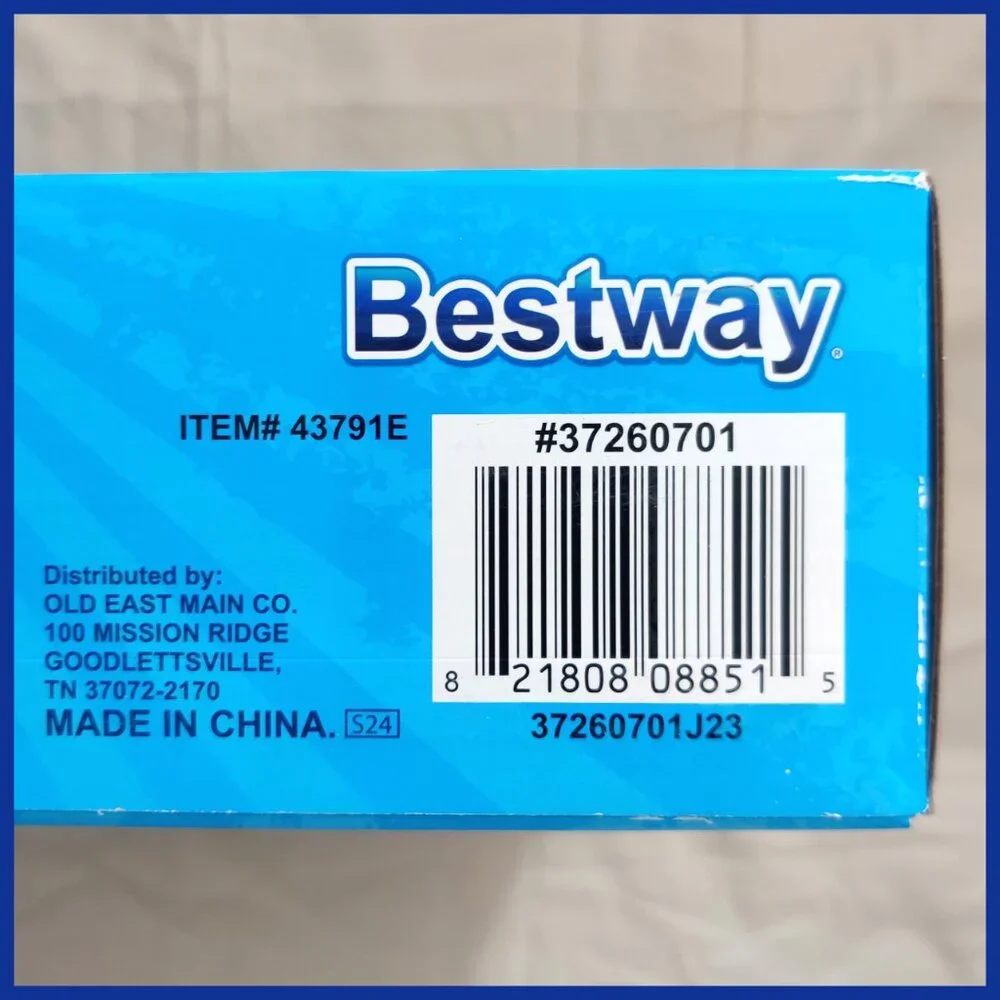 Bestway®
ITEM# 43791E
#37260701
8 21808 08851 5
37260701J23
Distributed by:
OLD EAST MAIN CO.
100 MISSION RIDGE
GOODLETTSVILLE,
TN 37072-2170
MADE IN CHINA. S24